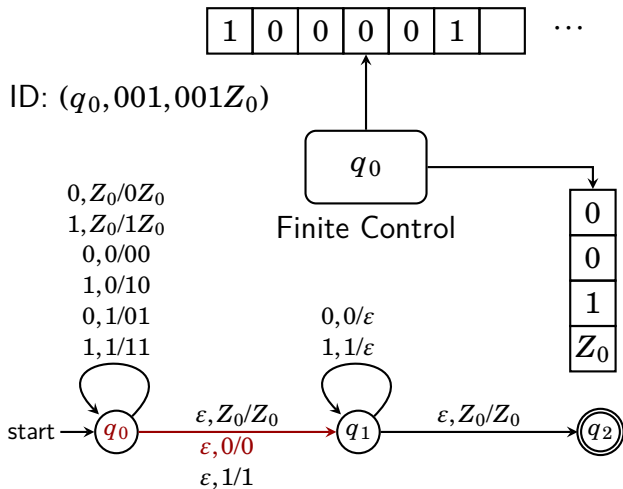 1 0 0 0 0 1 ...
ID: (q₀, 001, 001Z₀)
q₀
Finite Control
0
0
1
Z₀
0, Z₀/0Z₀
1, Z₀/1Z₀
0, 0/00
1, 0/10
0, 1/01
1, 1/11
0, 0/ε
1, 1/ε
start
q₀
ε, Z₀/Z₀
ε, 0/0
ε, 1/1
q₁
ε, Z₀/Z₀
q₂